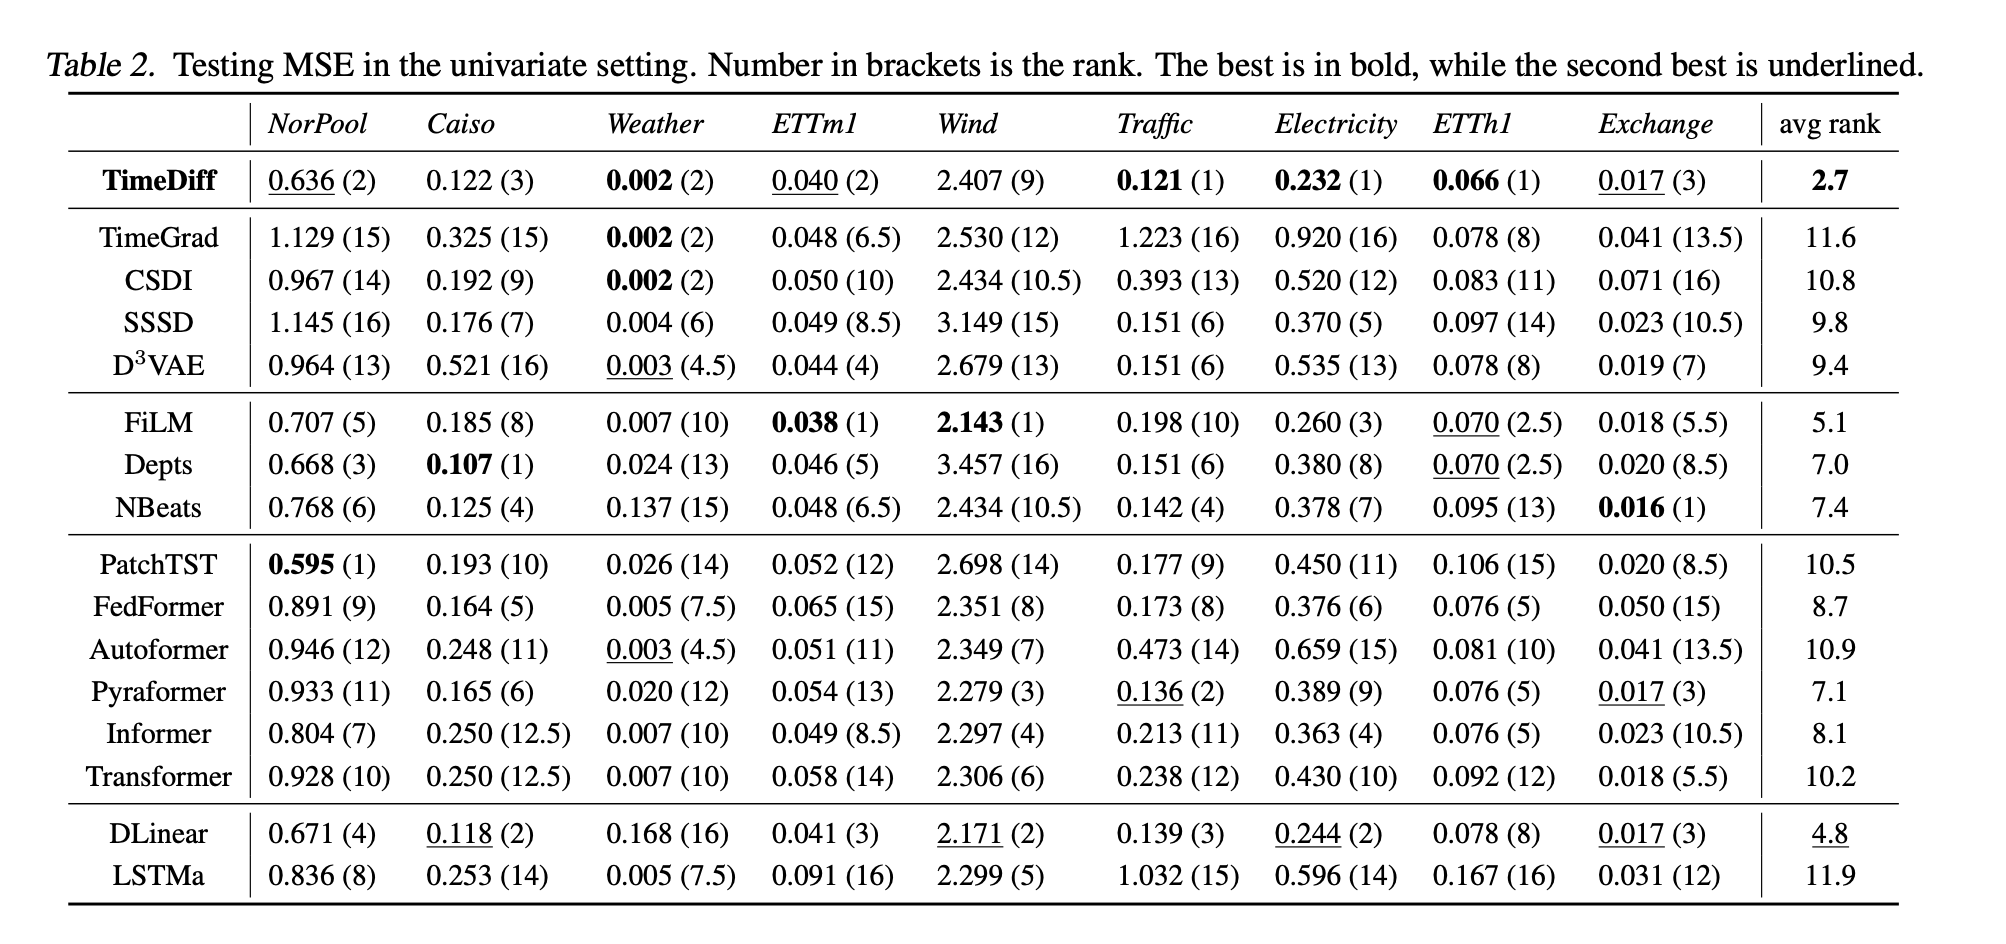 Table 2. Testing MSE in the univariate setting. Number in brackets is the rank. The best is in bold, while the second best is underlined.
NorPool Caiso Weather ETTm1 Wind Traffic Electricity ETTh1 Exchange avg rank
TimeDiff 0.636 (2) 0.122 (3) 0.002 (2) 0.040 (2) 2.407 (9) 0.121 (1) 0.232 (1) 0.066 (1) 0.017 (3) 2.7
TimeGrad 1.129 (15) 0.325 (15) 0.002 (2) 0.048 (6.5) 2.530 (12) 1.223 (16) 0.920 (16) 0.078 (8) 0.041 (13.5) 11.6
CSDI 0.967 (14) 0.192 (9) 0.002 (2) 0.050 (10) 2.434 (10.5) 0.393 (13) 0.520 (12) 0.083 (11) 0.071 (16) 10.8
SSSD 1.145 (16) 0.176 (7) 0.004 (6) 0.049 (8.5) 3.149 (15) 0.151 (6) 0.370 (5) 0.097 (14) 0.023 (10.5) 9.8
D³VAE 0.964 (13) 0.521 (16) 0.003 (4.5) 0.044 (4) 2.679 (13) 0.151 (6) 0.535 (13) 0.078 (8) 0.019 (7) 9.4
FiLM 0.707 (5) 0.185 (8) 0.007 (10) 0.038 (1) 2.143 (1) 0.198 (10) 0.260 (3) 0.070 (2.5) 0.018 (5.5) 5.1
Depts 0.668 (3) 0.107 (1) 0.024 (13) 0.046 (5) 3.457 (16) 0.151 (6) 0.380 (8) 0.070 (2.5) 0.020 (8.5) 7.0
NBeats 0.768 (6) 0.125 (4) 0.137 (15) 0.048 (6.5) 2.434 (10.5) 0.142 (4) 0.378 (7) 0.095 (13) 0.016 (1) 7.4
PatchTST 0.595 (1) 0.193 (10) 0.026 (14) 0.052 (12) 2.698 (14) 0.177 (9) 0.450 (11) 0.106 (15) 0.020 (8.5) 10.5
FedFormer 0.891 (9) 0.164 (5) 0.005 (7.5) 0.065 (15) 2.351 (8) 0.173 (8) 0.376 (6) 0.076 (5) 0.050 (15) 8.7
Autoformer 0.946 (12) 0.248 (11) 0.003 (4.5) 0.051 (11) 2.349 (7) 0.473 (14) 0.659 (15) 0.081 (10) 0.041 (13.5) 10.9
Pyraformer 0.933 (11) 0.165 (6) 0.020 (12) 0.054 (13) 2.279 (3) 0.136 (2) 0.389 (9) 0.076 (5) 0.017 (3) 7.1
Informer 0.804 (7) 0.250 (12.5) 0.007 (10) 0.049 (8.5) 2.297 (4) 0.213 (11) 0.363 (4) 0.076 (5) 0.023 (10.5) 8.1
Transformer 0.928 (10) 0.250 (12.5) 0.007 (10) 0.058 (14) 2.306 (6) 0.238 (12) 0.430 (10) 0.092 (12) 0.018 (5.5) 10.2
DLinear 0.671 (4) 0.118 (2) 0.168 (16) 0.041 (3) 2.171 (2) 0.139 (3) 0.244 (2) 0.078 (8) 0.017 (3) 4.8
LSTMa 0.836 (8) 0.253 (14) 0.005 (7.5) 0.091 (16) 2.299 (5) 1.032 (15) 0.596 (14) 0.167 (16) 0.031 (12) 11.9